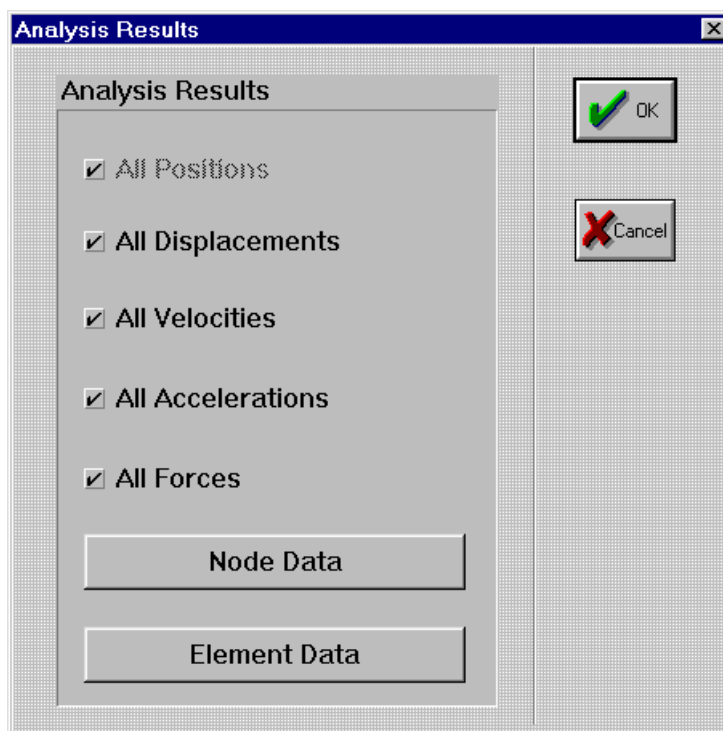 Analysis Results
Analysis Results
All Positions
All Displacements
All Velocities
All Accelerations
All Forces
Node Data
Element Data
OK
Cancel